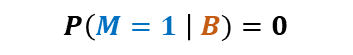 P(M = 1 | B) = 0